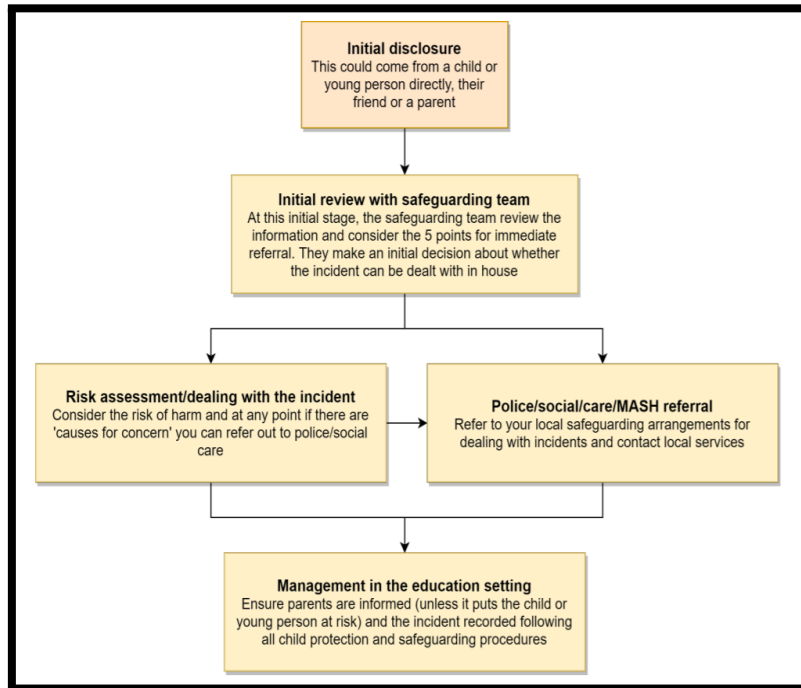 Initial disclosure
This could come from a child or
young person directly, their
friend or a parent
Initial review with safeguarding team
At this initial stage, the safeguarding team review the
information and consider the 5 points for immediate
referral. They make an initial decision about whether
the incident can be dealt with in house
Risk assessment/dealing with the incident
Consider the risk of harm and at any point if there are
'causes for concern' you can refer out to police/social
care
Police/social/care/MASH referral
Refer to your local safeguarding arrangements for
dealing with incidents and contact local services
Management in the education setting
Ensure parents are informed (unless it puts the child or
young person at risk) and the incident recorded following
all child protection and safeguarding procedures